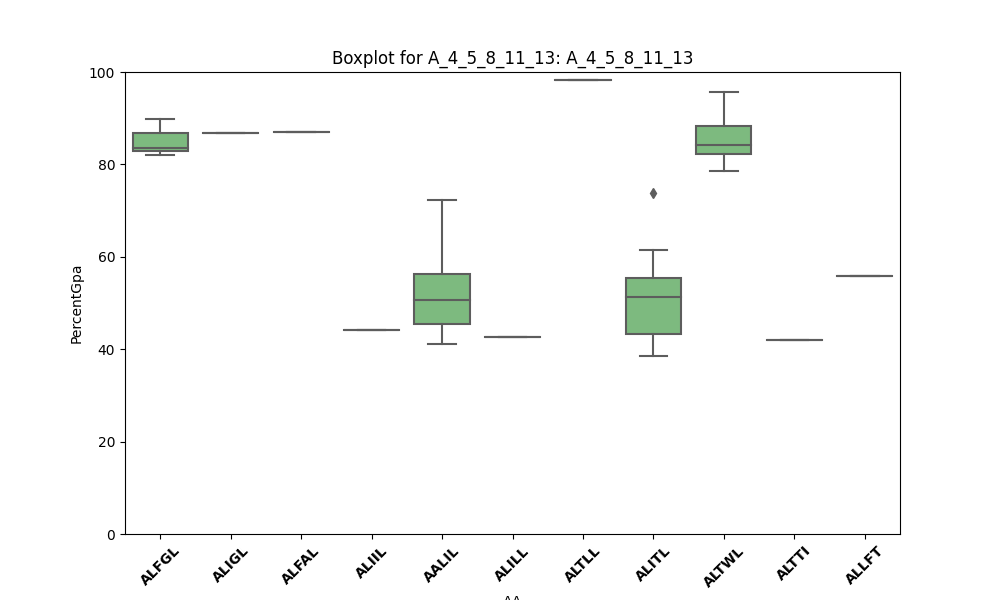 Boxplot for A_4_5_8_11_13: A_4_5_8_11_13
100
80
60
40
20
0
PercentGpa
ALFGL
ALIGL
ALFAL
ALIIL
AALIL
ALILL
ALTLL
ALITL
ALTWL
ALTTI
ALLFT
AA